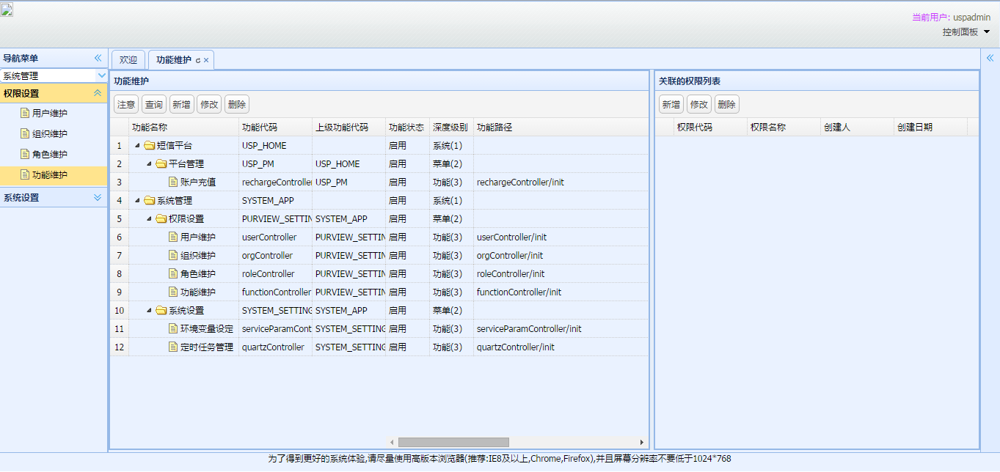 当前用户: uspadmin
控制面板
导航菜单
系统管理
权限设置
用户维护
组织维护
角色维护
功能维护
系统设置
欢迎 功能维护
功能维护
注意 查询 新增 修改 删除
功能名称 功能代码 上级功能代码 功能状态 深度级别 功能路径
1 短信平台 USP_HOME 启用 系统(1)
2 平台管理 USP_PM USP_HOME 启用 菜单(2)
3 账户充值 rechargeController USP_PM 启用 功能(3) rechargeController/init
4 系统管理 SYSTEM_APP 启用 系统(1)
5 权限设置 PURVIEW_SETTIN SYSTEM_APP 启用 菜单(2)
6 用户维护 userController PURVIEW_SETTIN 启用 功能(3) userController/init
7 组织维护 orgController PURVIEW_SETTIN 启用 功能(3) orgController/init
8 角色维护 roleController PURVIEW_SETTIN 启用 功能(3) roleController/init
9 功能维护 functionController PURVIEW_SETTIN 启用 功能(3) functionController/init
10 系统设置 SYSTEM_SETTING SYSTEM_APP 启用 菜单(2)
11 环境变量设定 serviceParamCont SYSTEM_SETTING 启用 功能(3) serviceParamController/init
12 定时任务管理 quartzController SYSTEM_SETTING 启用 功能(3) quartzController/init
关联的权限列表
新增 修改 删除
权限代码 权限名称 创建人 创建日期
为了得到更好的系统体验,请尽量使用高版本浏览器(推荐:IE8及以上,Chrome,Firefox),并且屏幕分辨率不要低于1024*768